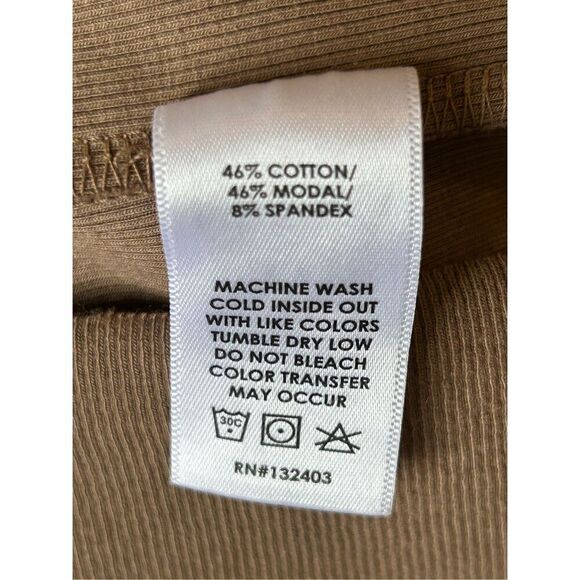 46% COTTON/
46% MODAL/
8% SPANDEX
MACHINE WASH
COLD INSIDE OUT
WITH LIKE COLORS
TUMBLE DRY LOW
DO NOT BLEACH
COLOR TRANSFER
MAY OCCUR
30C
RN#132403